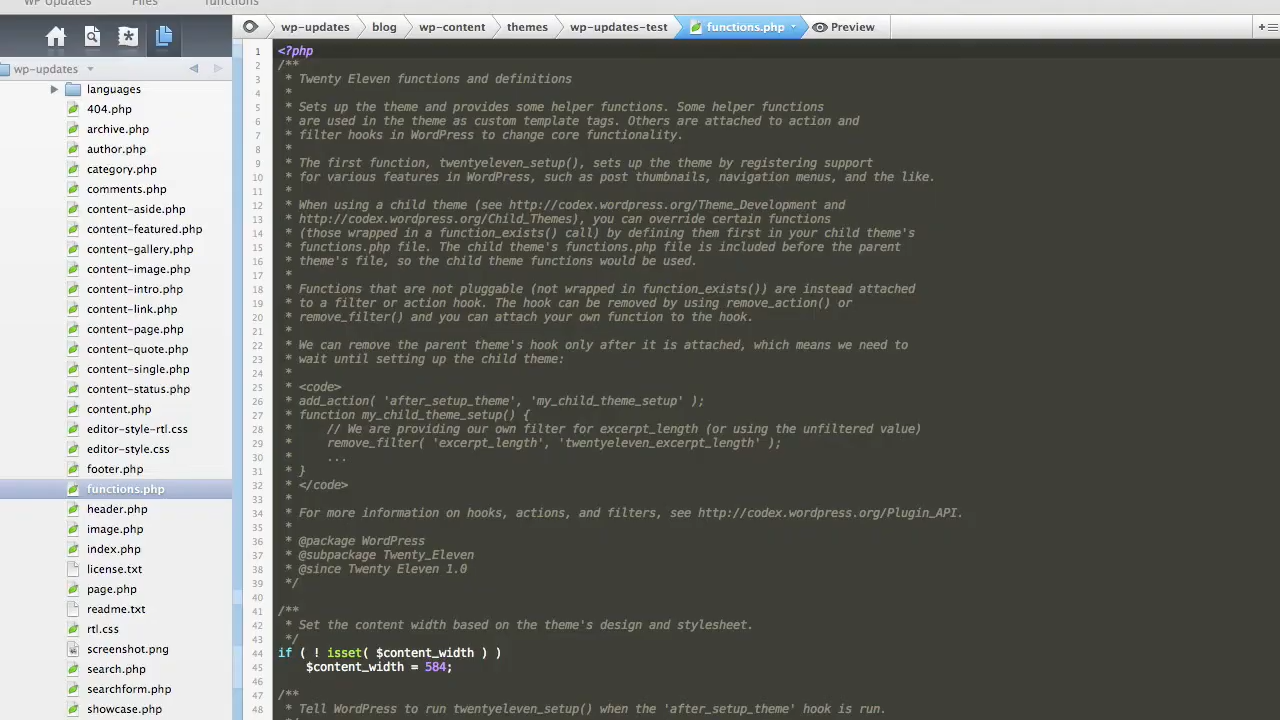 WP Updates Files functions
wp-updates blog wp-content themes wp-updates-test functions.php Preview
wp-updates
languages
404.php
archive.php
author.php
category.php
comments.php
content-aside.php
content-featured.php
content-gallery.php
content-image.php
content-intro.php
content-link.php
content-page.php
content-quote.php
content-single.php
content-status.php
content.php
editor-style-rtl.css
editor-style.css
footer.php
functions.php
header.php
image.php
index.php
license.txt
page.php
readme.txt
rtl.css
screenshot.png
search.php
searchform.php
showcase.php
1 <?php
2 /**
3 * Twenty Eleven functions and definitions
4 *
5 * Sets up the theme and provides some helper functions. Some helper functions
6 * are used in the theme as custom template tags. Others are attached to action and
7 * filter hooks in WordPress to change core functionality.
8 *
9 * The first function, twentyeleven_setup(), sets up the theme by registering support
10 * for various features in WordPress, such as post thumbnails, navigation menus, and the like.
11 *
12 * When using a child theme (see http://codex.wordpress.org/Theme_Development and
13 * http://codex.wordpress.org/Child_Themes), you can override certain functions
14 * (those wrapped in a function_exists() call) by defining them first in your child theme's
15 * functions.php file. The child theme's functions.php file is included before the parent
16 * theme's file, so the child theme functions would be used.
17 *
18 * Functions that are not pluggable (not wrapped in function_exists()) are instead attached
19 * to a filter or action hook. The hook can be removed by using remove_action() or
20 * remove_filter() and you can attach your own function to the hook.
21 *
22 * We can remove the parent theme's hook only after it is attached, which means we need to
23 * wait until setting up the child theme:
24 *
25 * <code>
26 * add_action( 'after_setup_theme', 'my_child_theme_setup' );
27 * function my_child_theme_setup() {
28 * // We are providing our own filter for excerpt_length (or using the unfiltered value)
29 * remove_filter( 'excerpt_length', 'twentyeleven_excerpt_length' );
30 * ...
31 * }
32 * </code>
33 *
34 * For more information on hooks, actions, and filters, see http://codex.wordpress.org/Plugin_API.
35 *
36 * @package WordPress
37 * @subpackage Twenty_Eleven
38 * @since Twenty Eleven 1.0
39 */
40
41 /**
42 * Set the content width based on the theme's design and stylesheet.
43 */
44 if ( ! isset( $content_width ) )
45 $content_width = 584;
46
47 /**
48 * Tell WordPress to run twentyeleven_setup() when the 'after_setup_theme' hook is run.